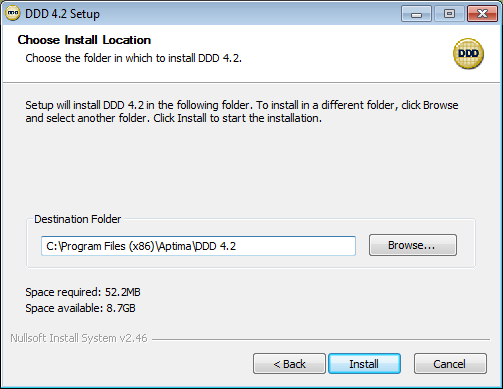 DDD 4.2 Setup
Choose Install Location
Choose the folder in which to install DDD 4.2.
DDD
Setup will install DDD 4.2 in the following folder. To install in a different folder, click Browse
and select another folder. Click Install to start the installation.
Destination Folder
C:\Program Files (x86)\Aptima\DDD 4.2
Browse...
Space required: 52.2MB
Space available: 8.7GB
Nullsoft Install System v2.46
< Back
Install
Cancel